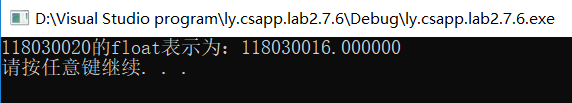 D:\Visual Studio program\ly.csapp.lab2.7.6\Debug\ly.csapp.lab2.7.6.exe
118030020的float表示为：118030016.000000
请按任意键继续. . .